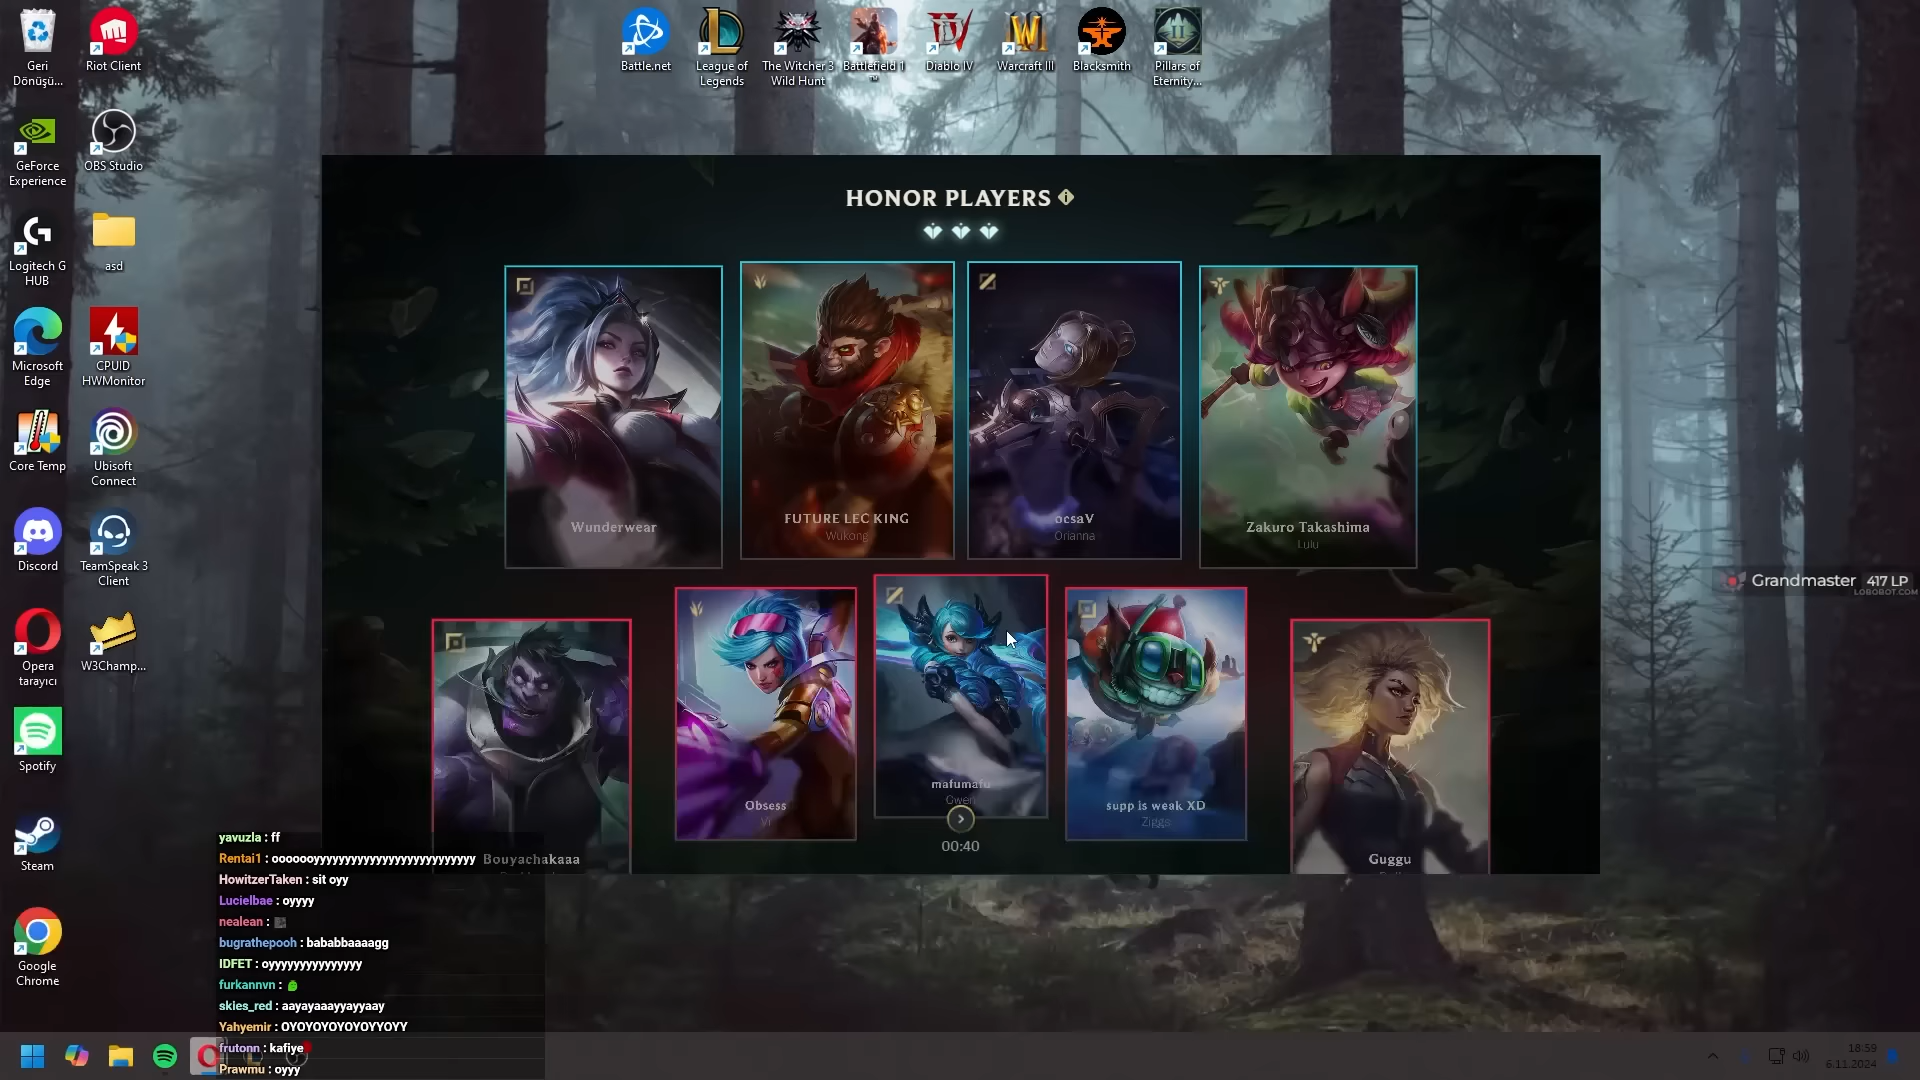 Geri
Dönüşü...
Riot Client
Battle.net
League of
Legends
The Witcher 3
Wild Hunt
Battlefield 1
™
Diablo IV
Warcraft III
Blacksmith
Pillars of
Eternity...
GeForce
Experience
OBS Studio
HONOR PLAYERS
Logitech G
HUB
asd
Microsoft
Edge
CPUID
HWMonitor
Core Temp
Ubisoft
Connect
Wunderwear
FUTURE LEC KING
Wukong
ocsaV
Orianna
Zakuro Takashima
Lulu
Discord
TeamSpeak 3
Client
Grandmaster 417 LP
LOBOBOT.COM
Opera
tarayıcı
W3Champ...
Spotify
Obsess
Vi
mafumafu
Gwen
supp is weak XD
Ziggs
00:40
Bouyachakaaa
Guggu
Steam
Google
Chrome
yavuzla : ff
Rentai1 : ooooooyyyyyyyyyyyyyyyyyyyyyyyyyy
HowitzerTaken : sit oyy
Lucielbae : oyyyy
nealean :
bugrathepooh : bababbaaaagg
IDFET : oyyyyyyyyyyyyyyy
furkannvn :
skies_red : aayayaaayyayyaay
Yahyemir : OYOYOYOYOYOYYOYY
frutonn : kafiye
Prawmu : oyyy
18:59
6.11.2024